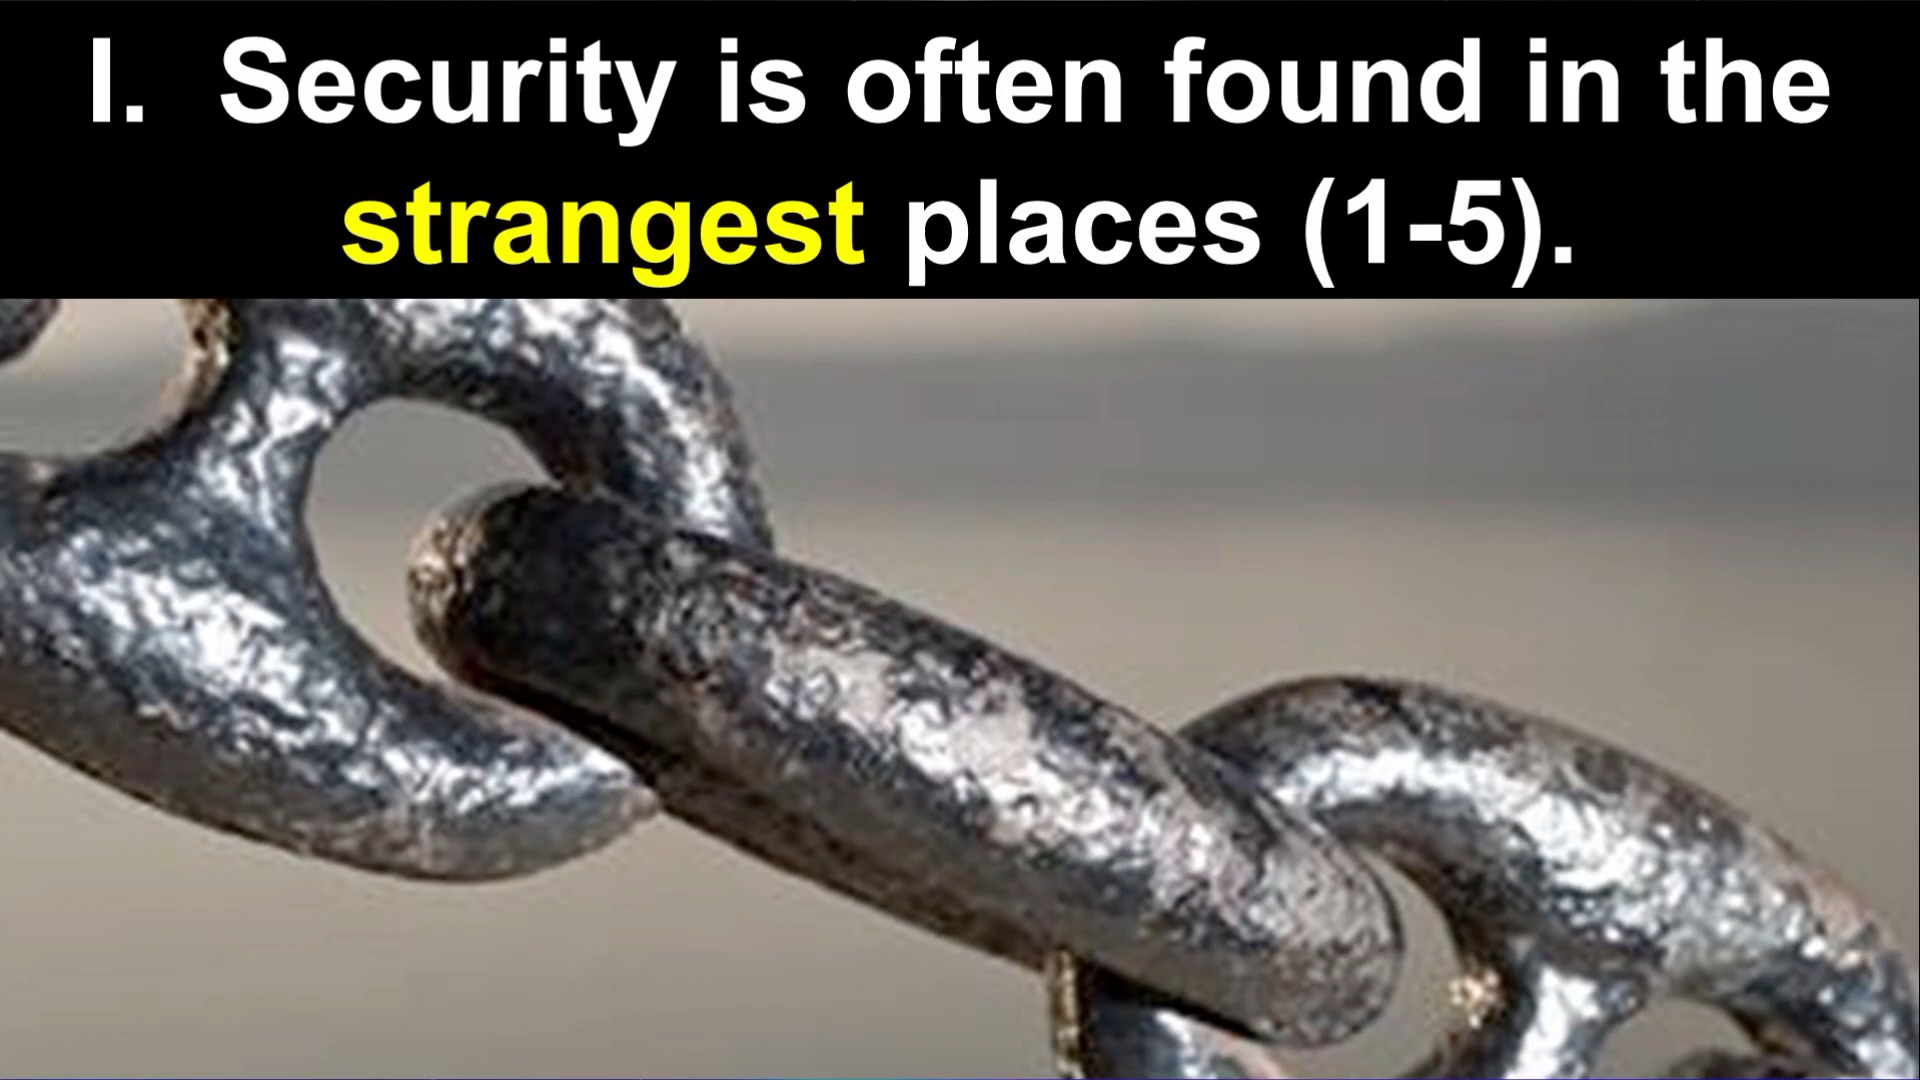 I. Security is often found in the
strangest places (1-5).